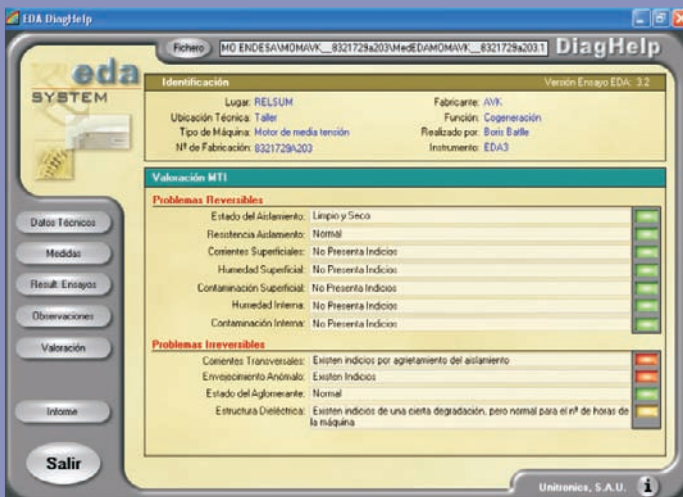 EDA DiagHelp
Fichero MO ENDESA\MOMAVK__8321729a203\MedEDAMOMAVK__8321729a203.1 DiagHelp
eda
SYSTEM
Identificación Versión Ensayo EDA: 3.2
Lugar: RELSUM Fabricante: AVK
Ubicación Técnica: Taller Función: Cogeneración
Tipo de Máquina: Motor de media tensión Realizado por: Boris Batlle
Nº de Fabricación: 8321729A203 Instrumento: EDA3
Valoración MTI
Problemas Reversibles
Estado del Aislamiento: Limpio y Seco
Resistencia Aislamiento: Normal
Corrientes Superficiales: No Presenta Indicios
Humedad Superficial: No Presenta Indicios
Contaminación Superficial: No Presenta Indicios
Humedad Interna: No Presenta Indicios
Contaminación Interna: No Presenta Indicios
Problemas Irreversibles
Corrientes Transversales: Existen indicios por agrietamiento del aislamiento
Envejecimiento Anómalo: Existen Indicios
Estado del Aglomerante: Normal
Estructura Dieléctrica: Existen indicios de una cierta degradación, pero normal para el nº de horas de
la máquina
Datos Técnicos
Medidas
Result. Ensayos
Observaciones
Valoración
Informe
Salir
Unitronics, S.A.U. i